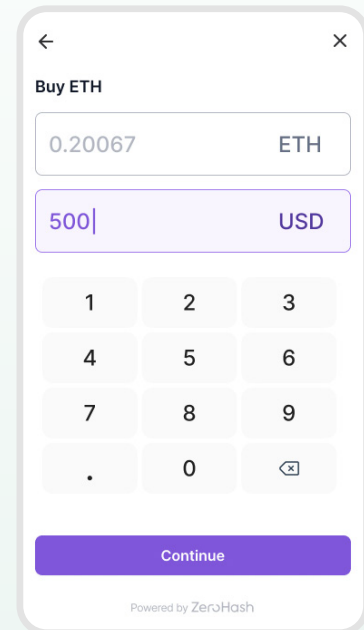 Buy ETH
0.20067 ETH
500 USD
1 2 3
4 5 6
7 8 9
. 0
Continue
Powered by ZeroHash